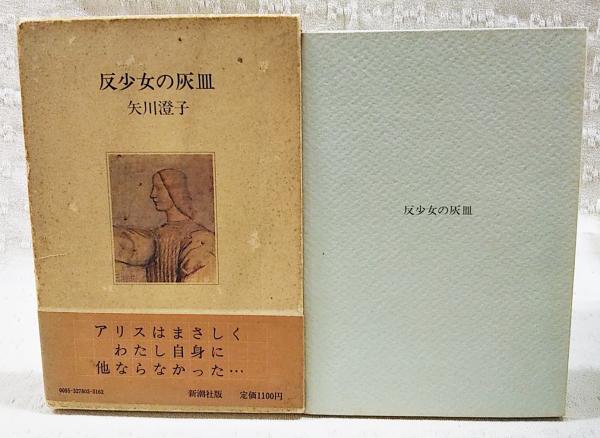 反少女の灰皿
矢川澄子
アリスはまさしく
わたし自身に
他ならなかった…
0095-327803-3162
新潮社版 定価1100円
反少女の灰皿